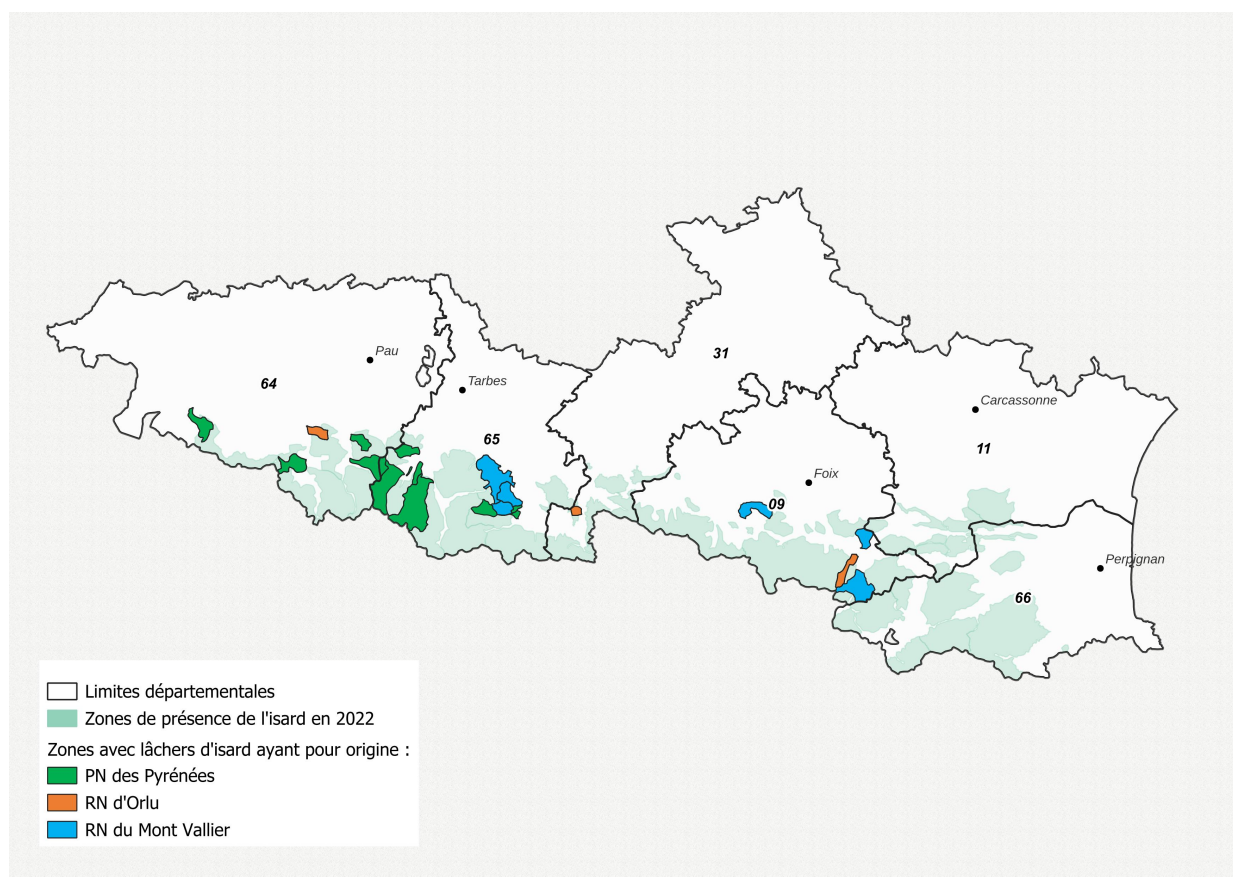 31
Pau
Tarbes
64
Carcassonne
65
11
Foix
09
Perpignan
66
Limites départementales
Zones de présence de l'isard en 2022
Zones avec lâchers d'isard ayant pour origine :
PN des Pyrénées
RN d'Orlu
RN du Mont Vallier